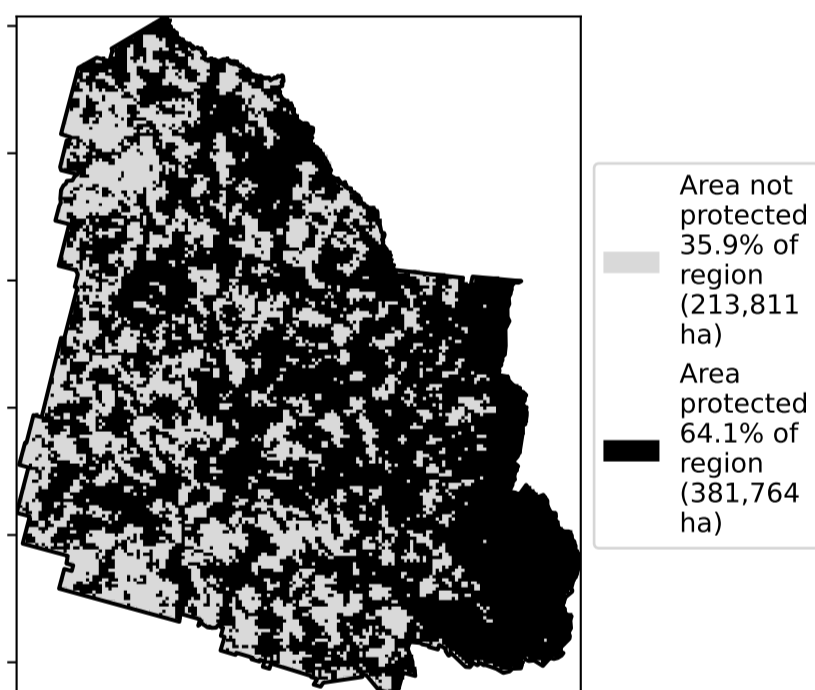 Area not
protected
35.9% of
region
(213,811
ha)
Area
protected
64.1% of
region
(381,764
ha)